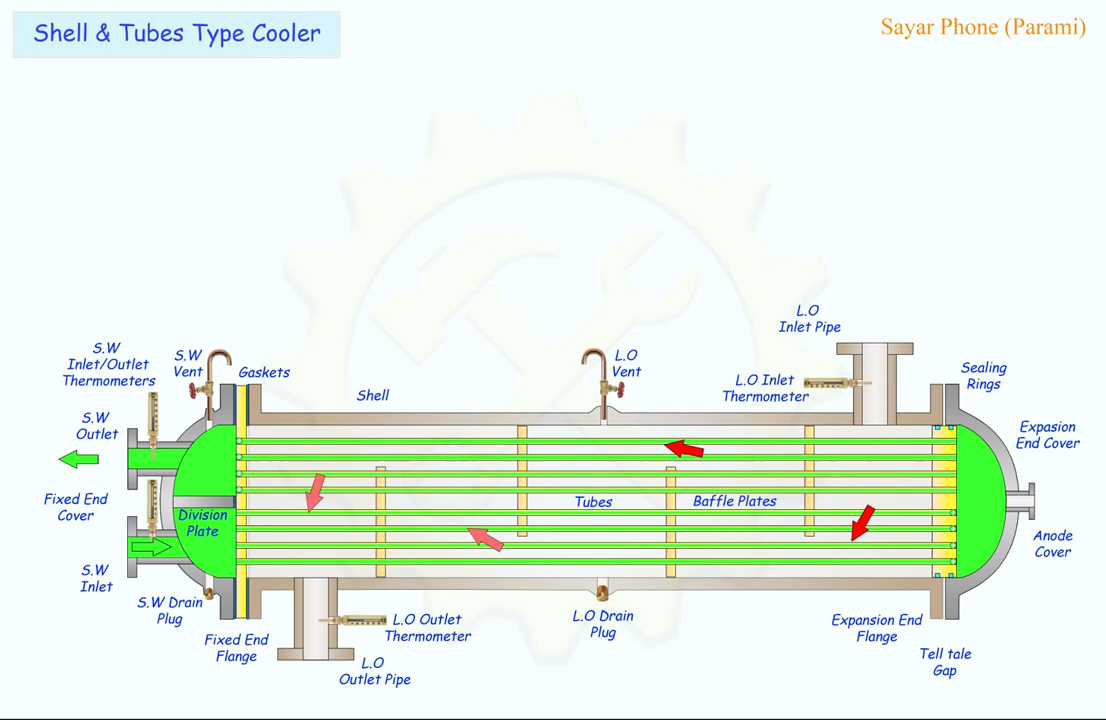 Shell & Tubes Type Cooler
Sayar Phone (Parami)
L.O
Inlet Pipe
S.W
Inlet/Outlet
Thermometers
S.W
Vent
Gaskets
L.O
Vent
L.O Inlet
Thermometer
Sealing
Rings
Shell
S.W
Outlet
Expasion
End Cover
Fixed End
Cover
Division
Plate
Tubes
Baffle Plates
Anode
Cover
S.W
Inlet
S.W Drain
Plug
L.O Outlet
Thermometer
L.O Drain
Plug
Expansion End
Flange
Fixed End
Flange
Tell tale
Gap
L.O
Outlet Pipe